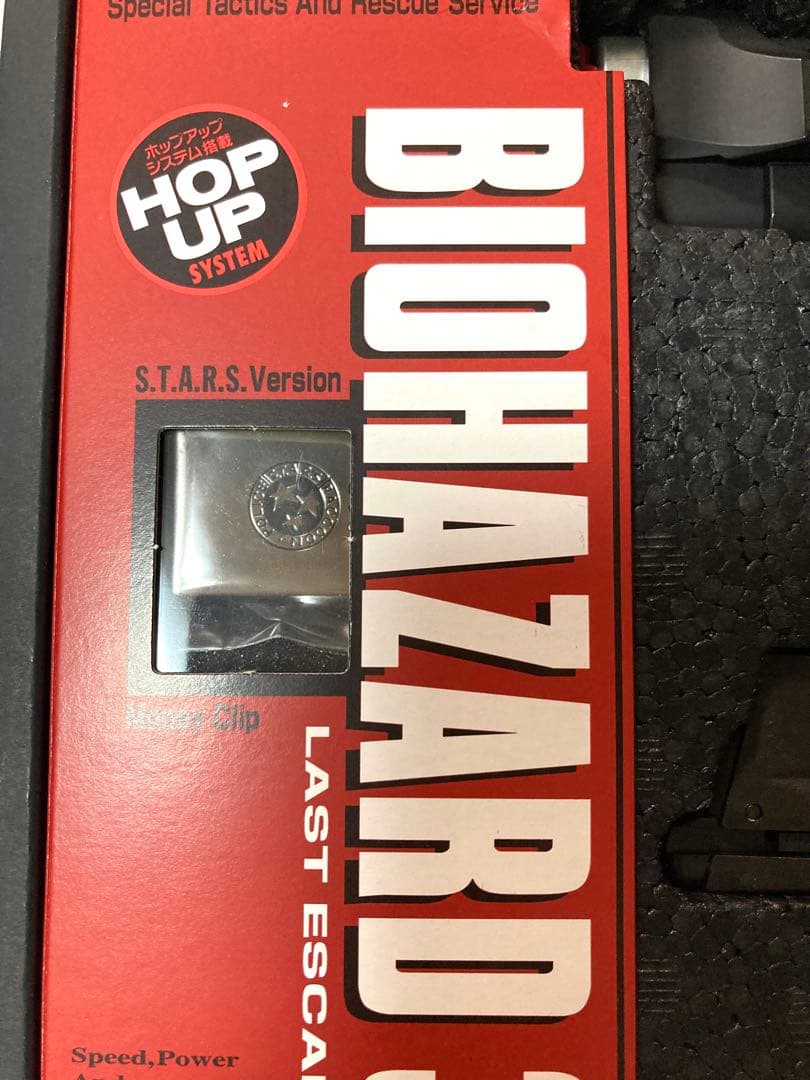 Special Tactics And Rescue Service
ホップアップ
システム搭載
HOP
UP
SYSTEM
S.T.A.R.S. Version
Money Clip
BIOHAZARD
LAST ESCA
Speed, Power